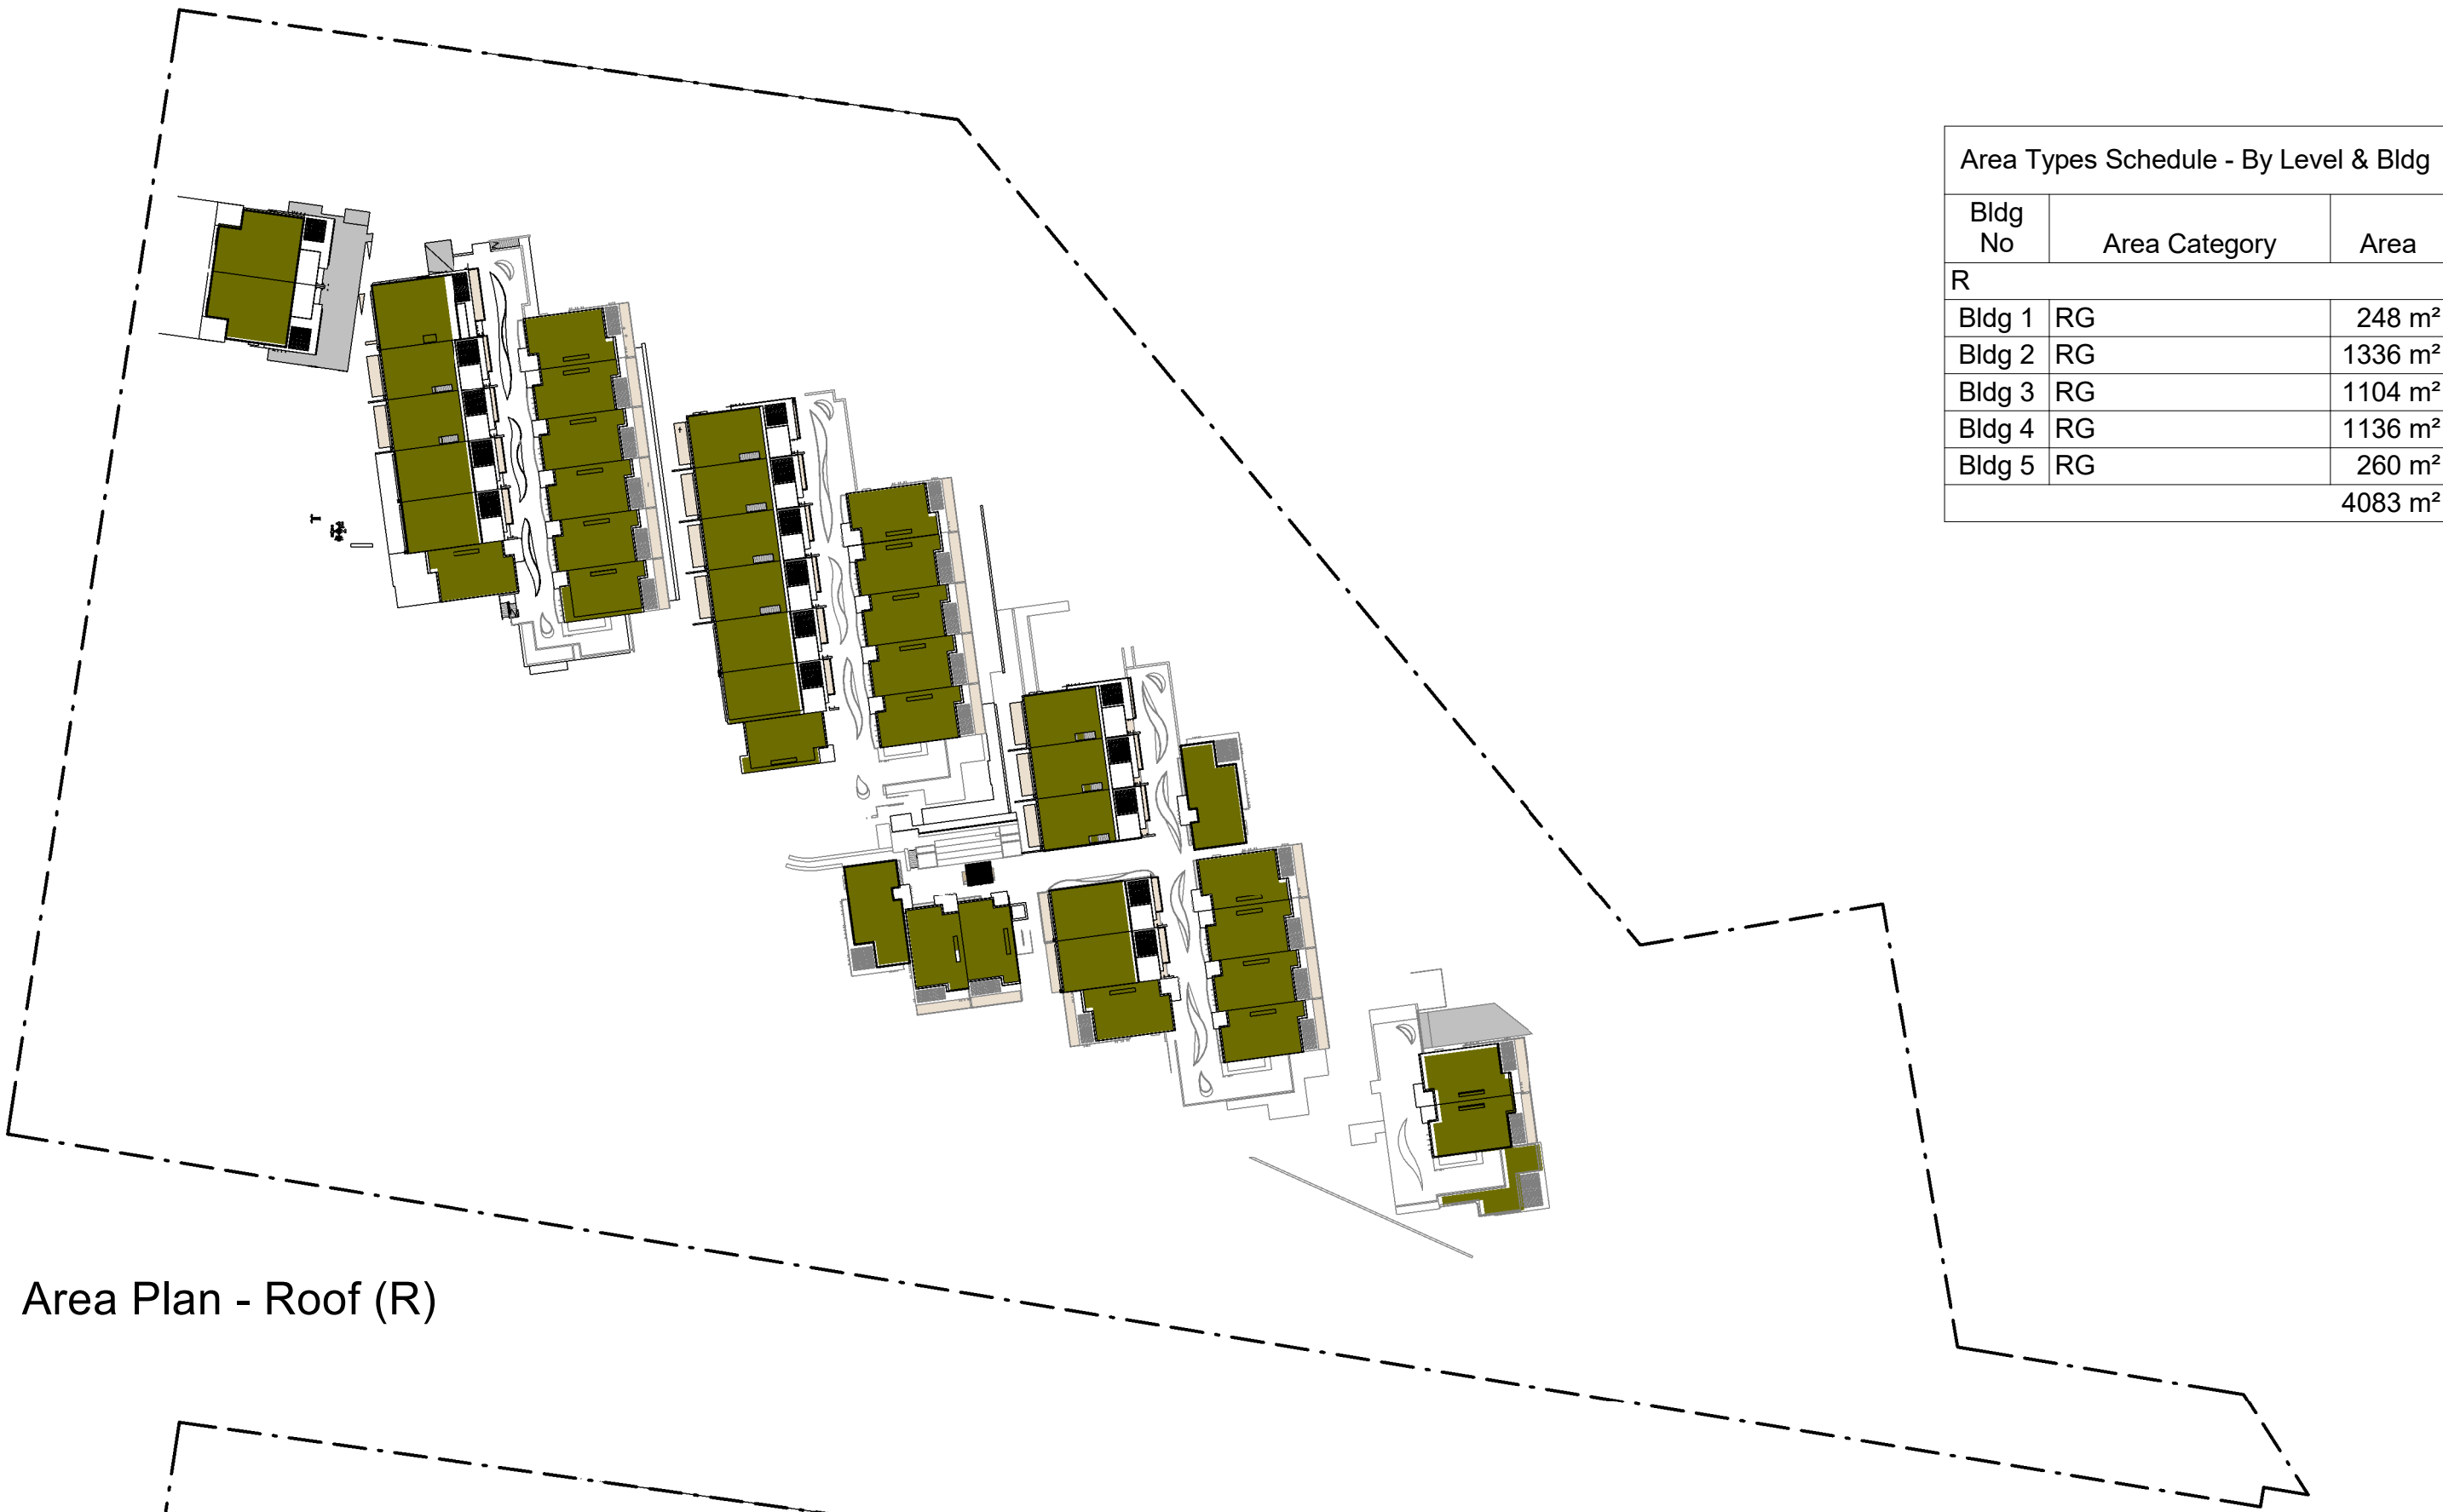 Area Types Schedule - By Level & Bldg
Bldg No
Area Category
Area
R
Bldg 1 RG 248 m²
Bldg 2 RG 1336 m²
Bldg 3 RG 1104 m²
Bldg 4 RG 1136 m²
Bldg 5 RG 260 m²
4083 m²
Area Plan - Roof (R)